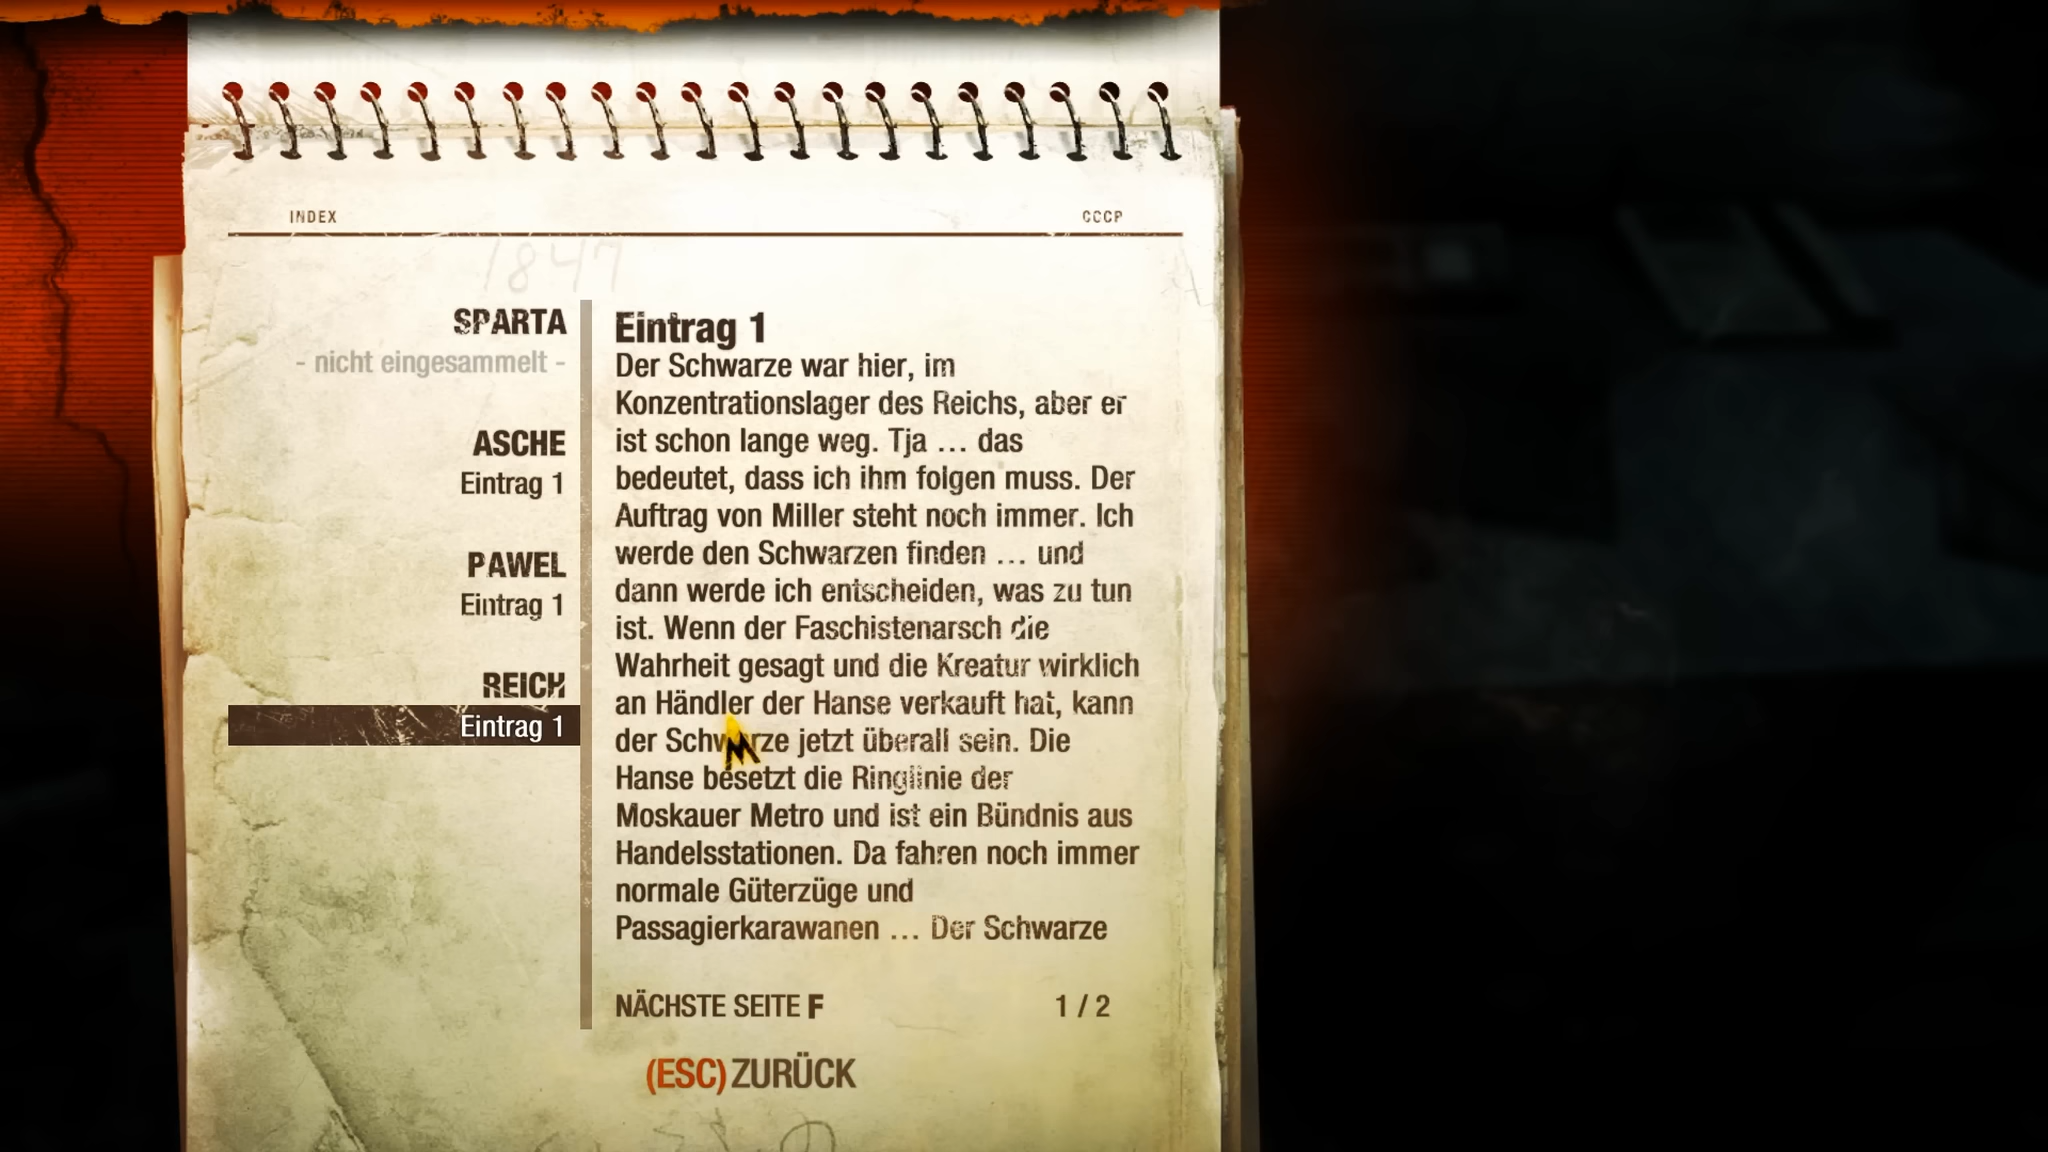 INDEX
CCCP
1847
SPARTA
- nicht eingesammelt -
ASCHE
Eintrag 1
PAWEL
Eintrag 1
REICH
Eintrag 1
Eintrag 1
Der Schwarze war hier, im
Konzentrationslager des Reichs, aber er
ist schon lange weg. Tja … das
bedeutet, dass ich ihm folgen muss. Der
Auftrag von Miller steht noch immer. Ich
werde den Schwarzen finden … und
dann werde ich entscheiden, was zu tun
ist. Wenn der Faschistenarsch die
Wahrheit gesagt und die Kreatur wirklich
an Händler der Hanse verkauft hat, kann
der Schwarze jetzt überall sein. Die
Hanse besetzt die Ringlinie der
Moskauer Metro und ist ein Bündnis aus
Handelsstationen. Da fahren noch immer
normale Güterzüge und
Passagierkarawanen … Der Schwarze
NÄCHSTE SEITE F
1 / 2
(ESC) ZURÜCK